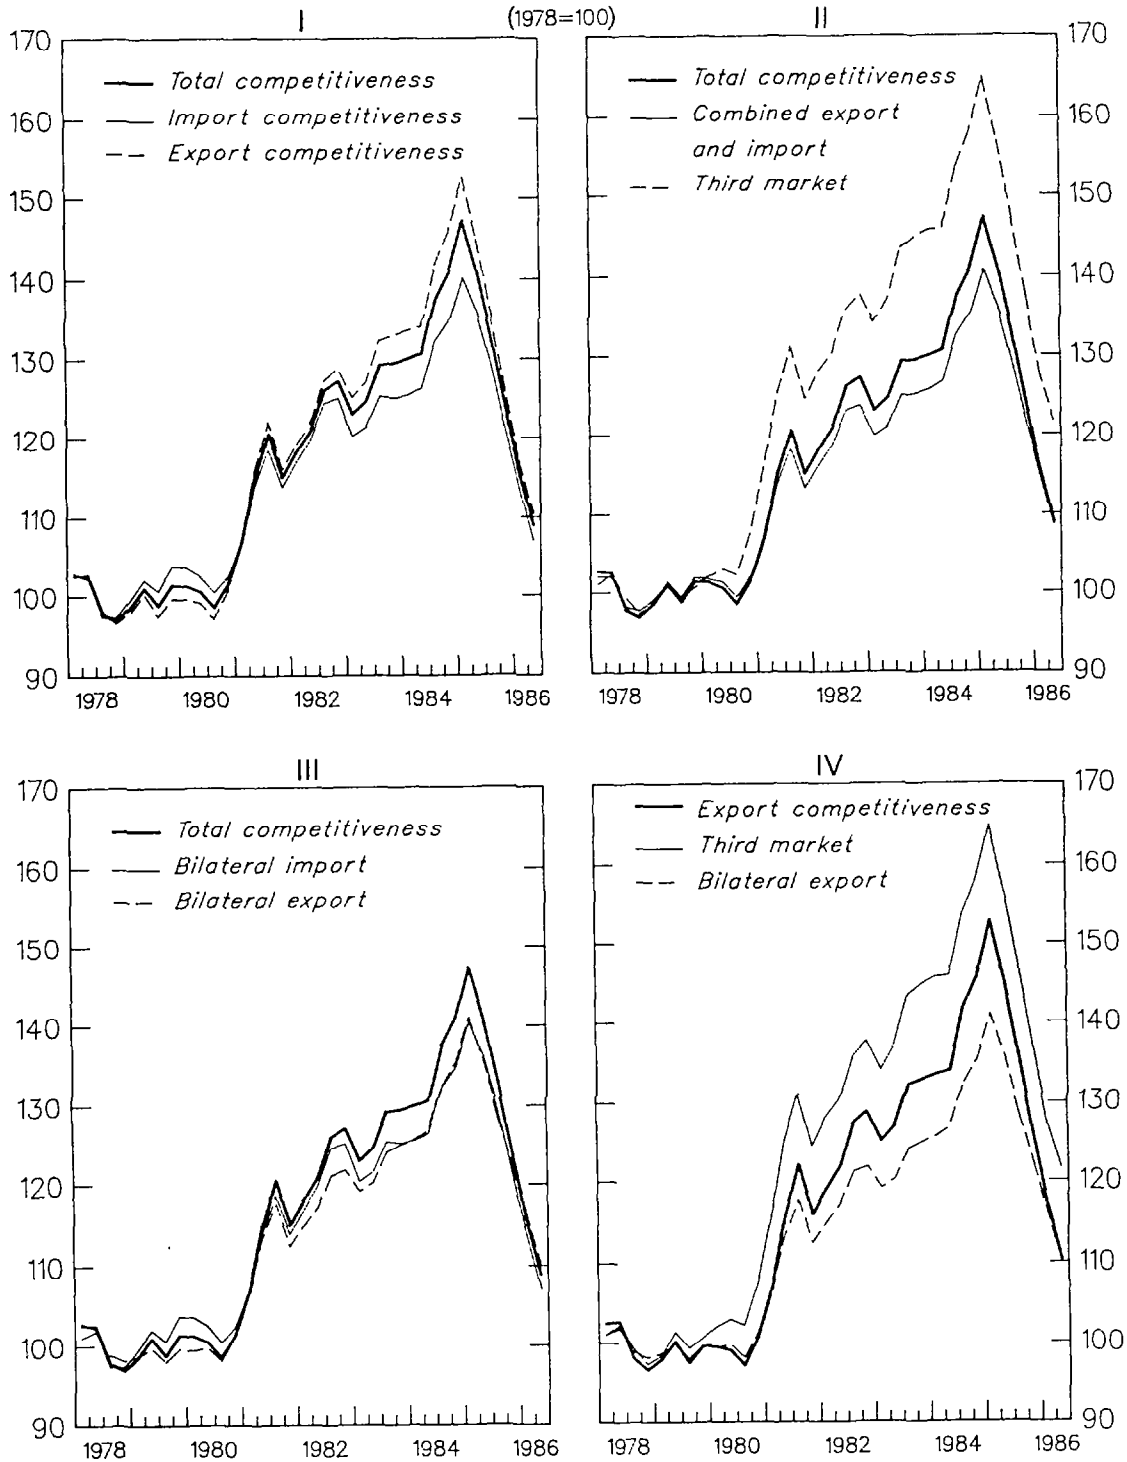 (1978=100)
I
170
160
150
140
130
120
110
100
90
Total competitiveness
Import competitiveness
Export competitiveness
1978 1980 1982 1984 1986
II
Total competitiveness
Combined export
and import
Third market
170
160
150
140
130
120
110
100
90
1978 1980 1982 1984 1986
III
170
160
150
140
130
120
110
100
90
Total competitiveness
Bilateral import
Bilateral export
1978 1980 1982 1984 1986
IV
Export competitiveness
Third market
Bilateral export
170
160
150
140
130
120
110
100
90
1978 1980 1982 1984 1986